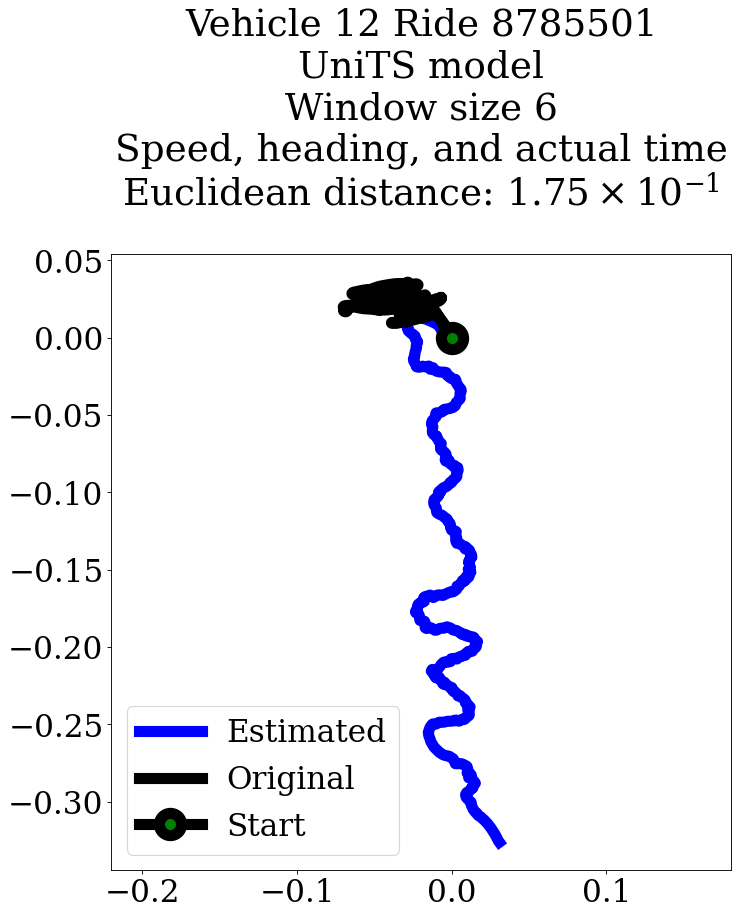 Vehicle 12 Ride 8785501
UniTS model
Window size 6
Speed, heading, and actual time
Euclidean distance: 1.75 × 10⁻¹
0.05
0.00
−0.05
−0.10
−0.15
−0.20
−0.25
−0.30
Estimated
Original
Start
−0.2
−0.1
0.0
0.1